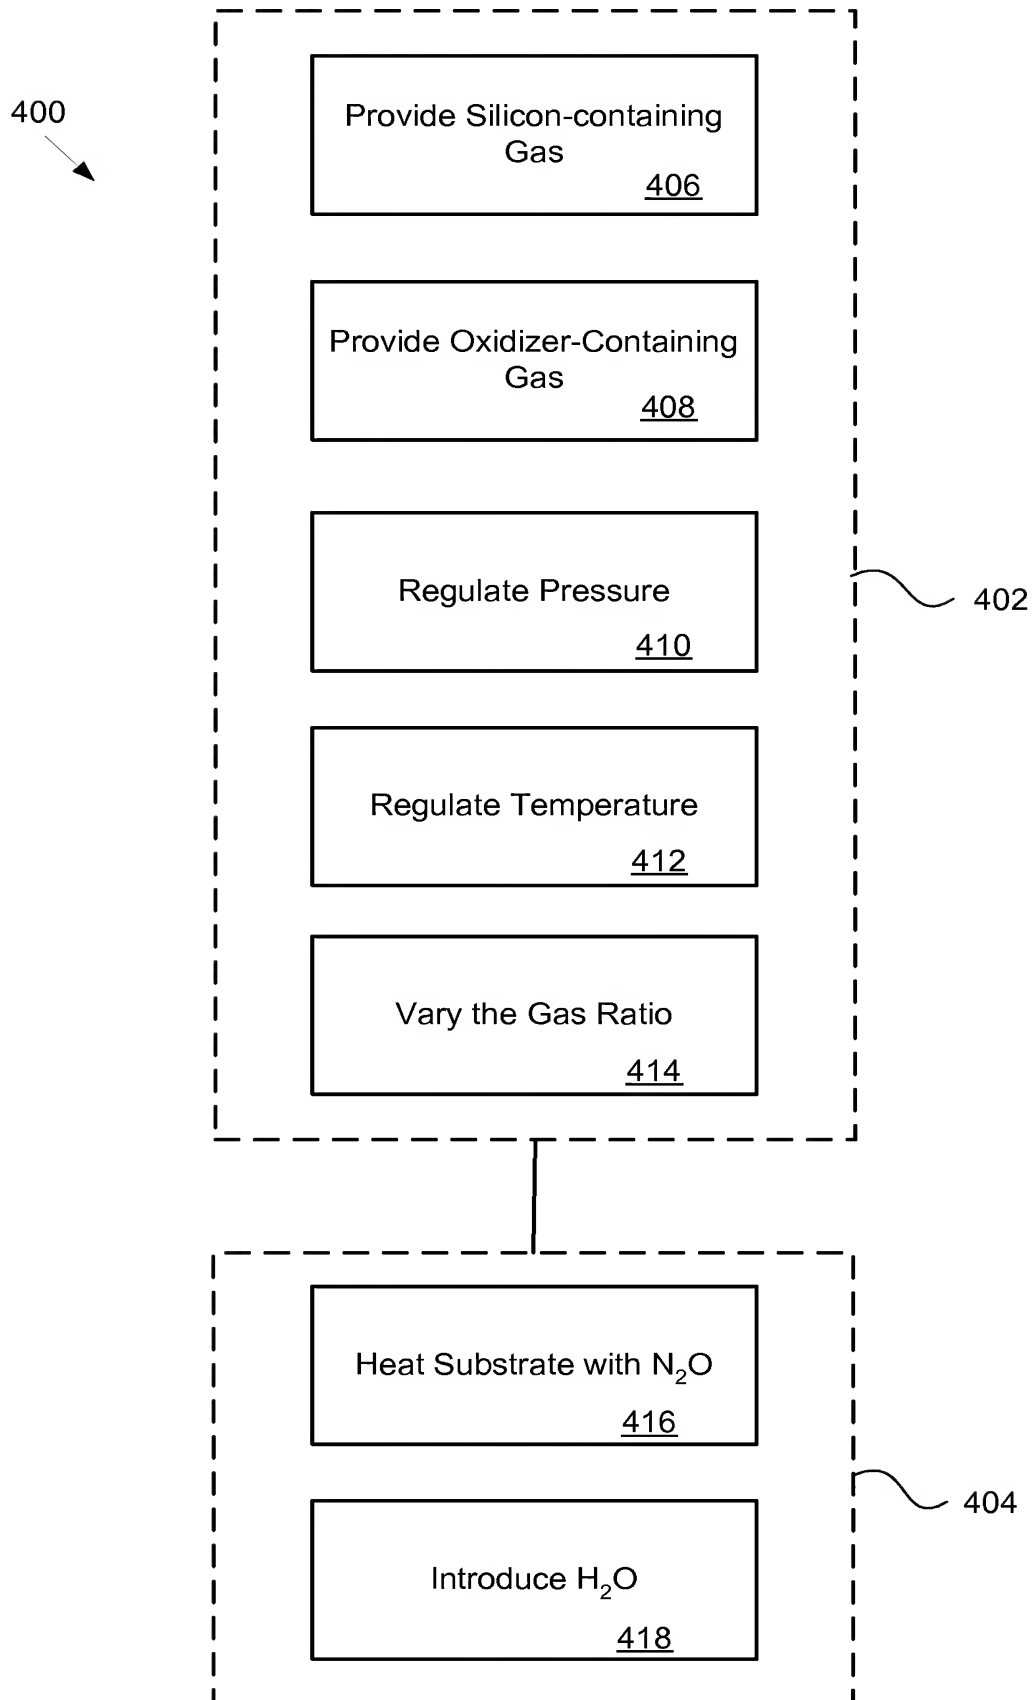 400
Provide Silicon-containing
Gas
406
Provide Oxidizer-Containing
Gas
408
Regulate Pressure
410
402
Regulate Temperature
412
Vary the Gas Ratio
414
Heat Substrate with N₂O
416
404
Introduce H₂O
418